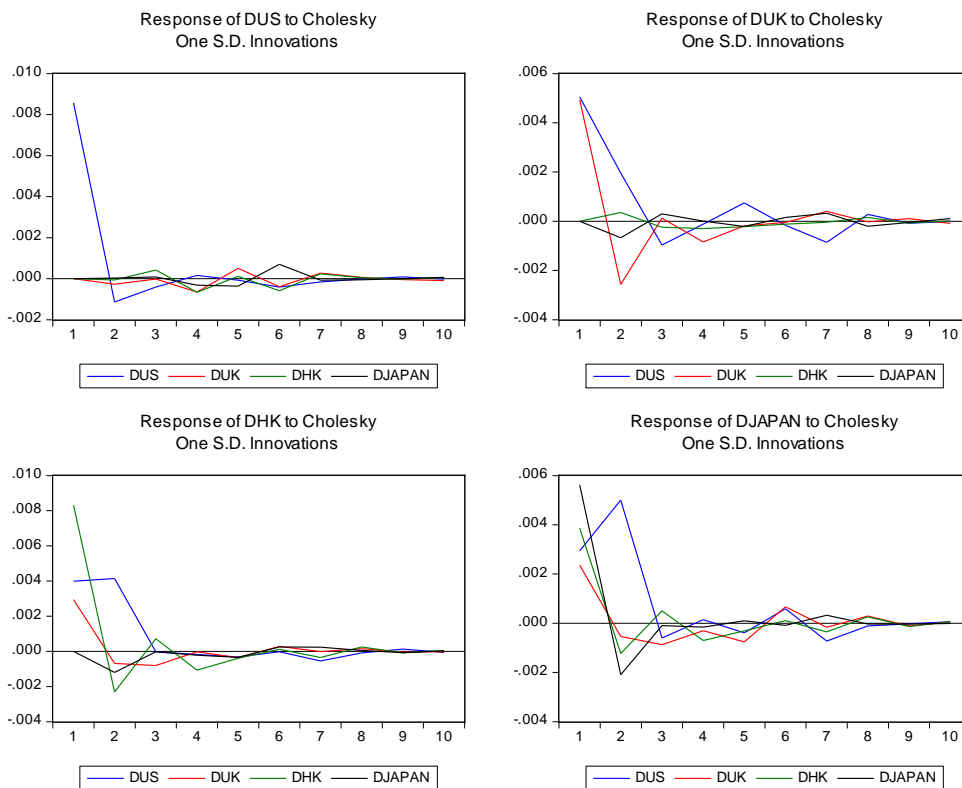 Response of DUS to Cholesky
One S.D. Innovations
.010
.008
.006
.004
.002
.000
-.002
1 2 3 4 5 6 7 8 9 10
DUS DUK DHK DJAPAN
Response of DUK to Cholesky
One S.D. Innovations
.006
.004
.002
.000
-.002
-.004
1 2 3 4 5 6 7 8 9 10
DUS DUK DHK DJAPAN
Response of DHK to Cholesky
One S.D. Innovations
.010
.008
.006
.004
.002
.000
-.002
-.004
1 2 3 4 5 6 7 8 9 10
DUS DUK DHK DJAPAN
Response of DJAPAN to Cholesky
One S.D. Innovations
.006
.004
.002
.000
-.002
-.004
1 2 3 4 5 6 7 8 9 10
DUS DUK DHK DJAPAN